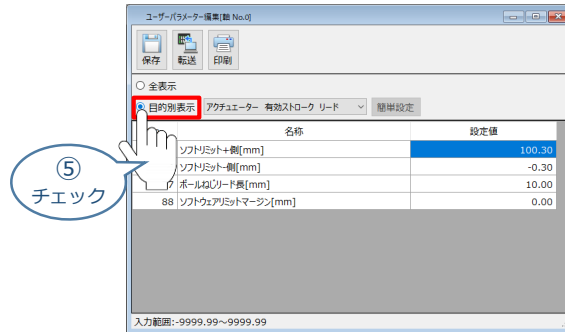 ユーザーパラメーター編集[軸 No.0]
保存 転送 印刷
全表示
目的別表示 アクチュエーター 有効ストローク リード 簡単設定
名称 設定値
ソフトリミット+側[mm] 100.30
ソフトリミット-側[mm] -0.30
7 ボールねじリード長[mm] 10.00
88 ソフトウェアリミットマージン[mm] 0.00
⑤
チェック
入力範囲:-9999.99~9999.99